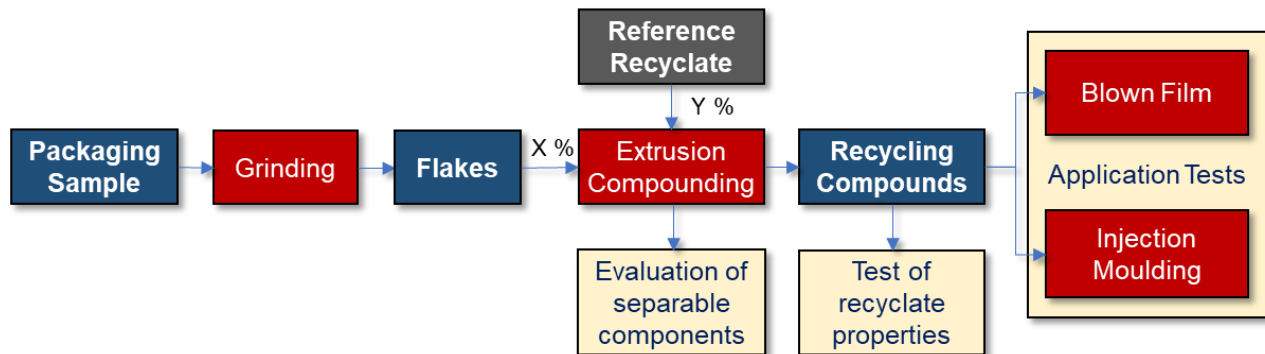 Reference
Recyclate
Y %
Packaging
Sample
Grinding
Flakes
X %
Extrusion
Compounding
Recycling
Compounds
Blown Film
Application Tests
Injection
Moulding
Evaluation of
separable
components
Test of
recyclate
properties